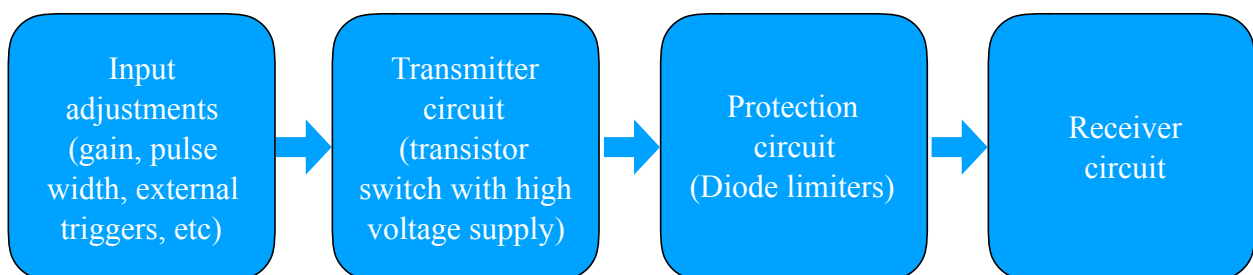 Input
adjustments
(gain, pulse
width, external
triggers, etc)
Transmitter
circuit
(transistor
switch with high
voltage supply)
Protection
circuit
(Diode limiters)
Receiver
circuit